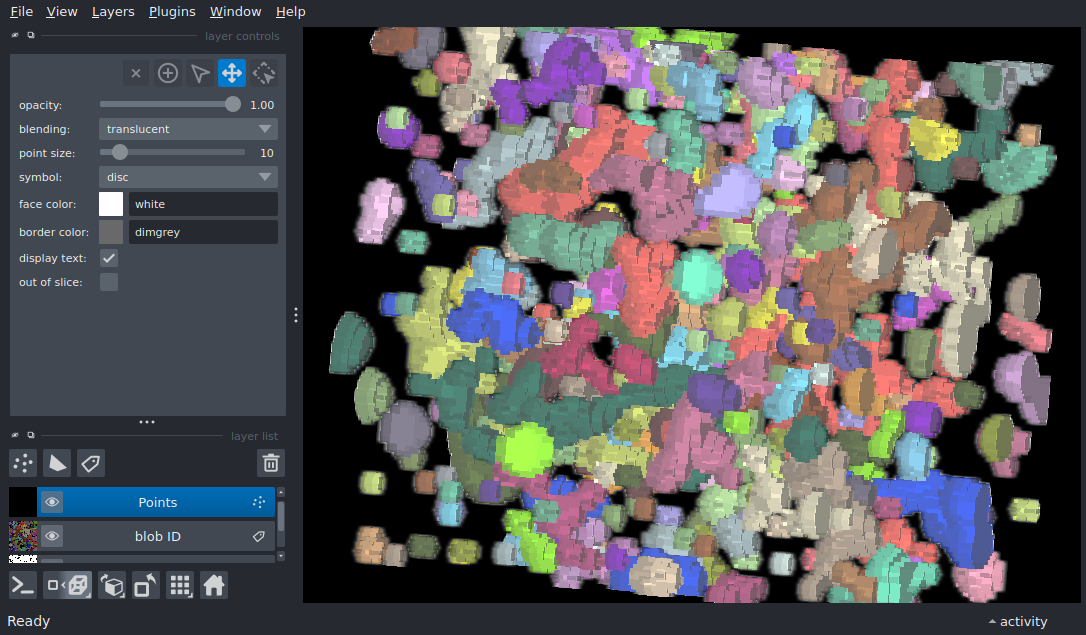 File View Layers Plugins Window Help
layer controls
opacity: 1.00
blending: translucent
point size: 10
symbol: disc
face color: white
border color: dimgrey
display text:
out of slice:
layer list
Points
blob ID
Ready
activity